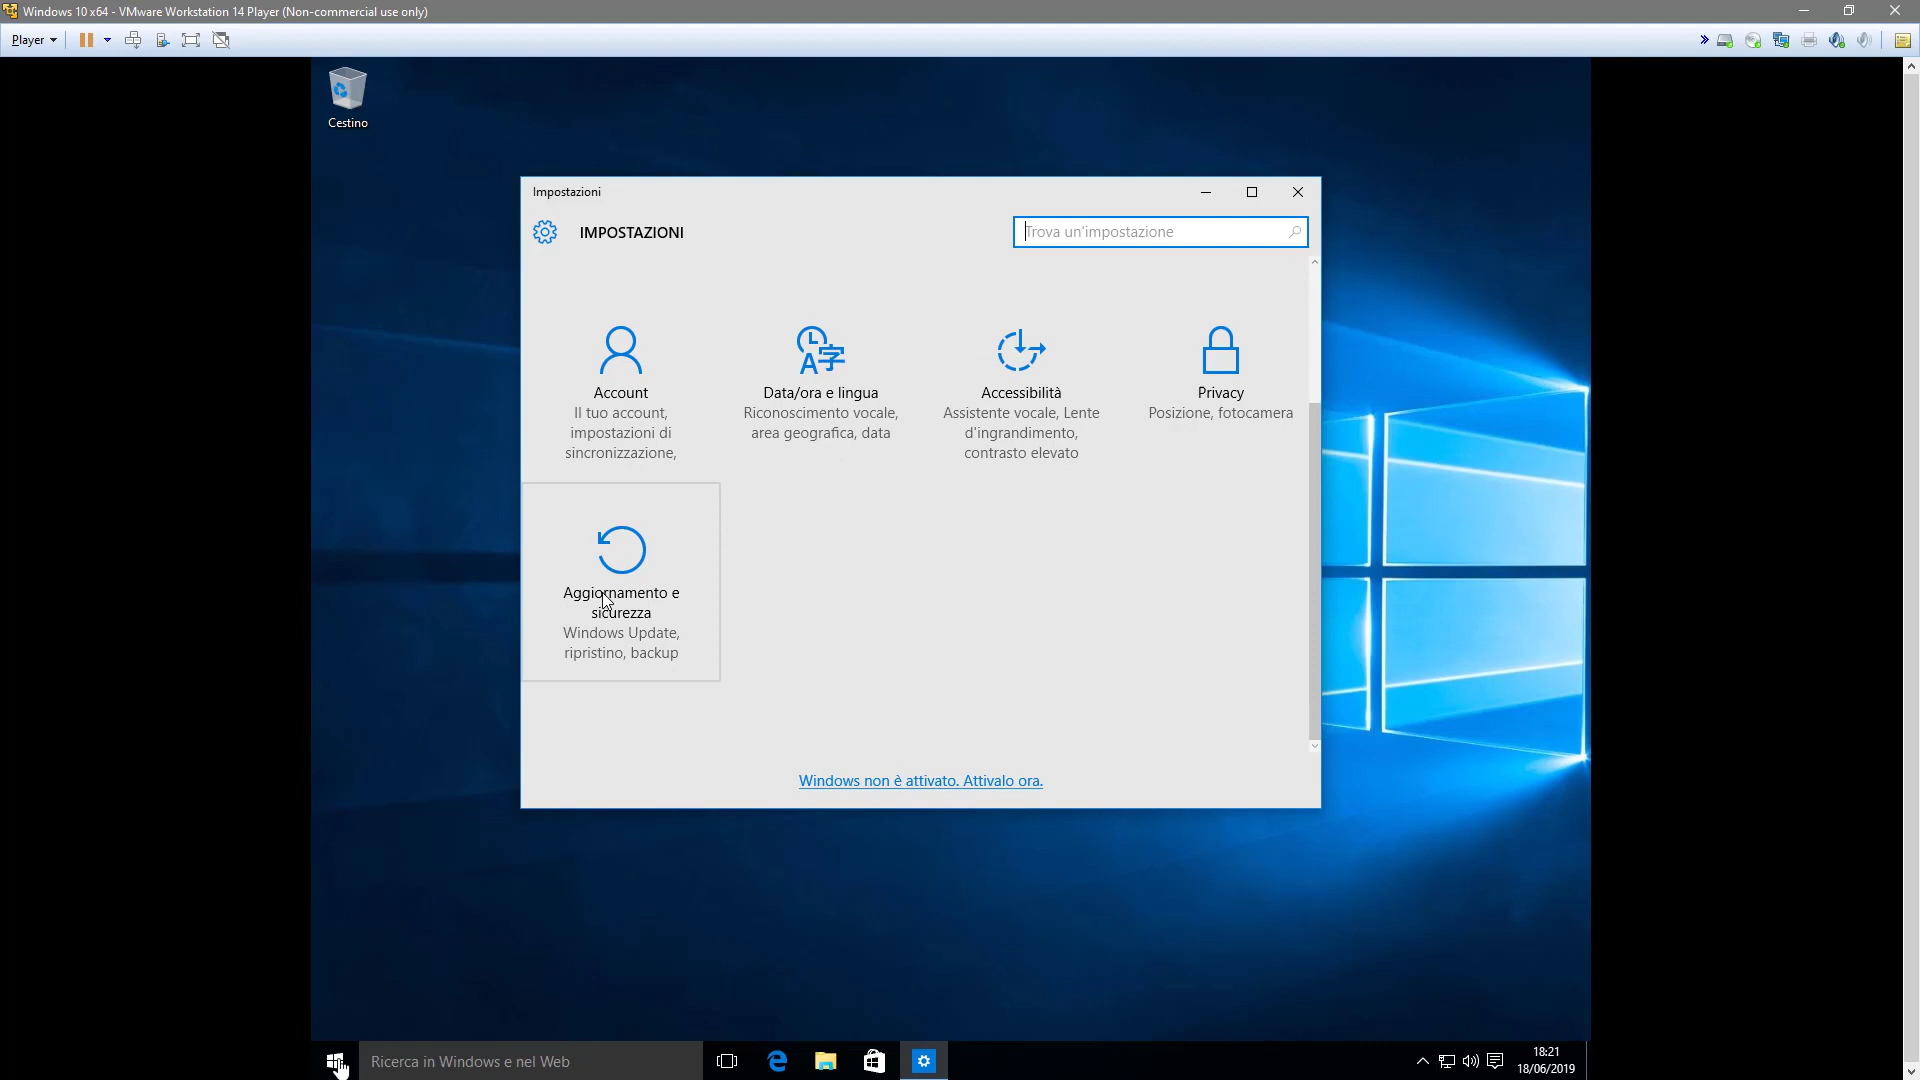 Windows 10 x64 - VMware Workstation 14 Player (Non-commercial use only)
Player
Cestino
Impostazioni
IMPOSTAZIONI
Trova un'impostazione
Account
Il tuo account,
impostazioni di
sincronizzazione,
Data/ora e lingua
Riconoscimento vocale,
area geografica, data
Accessibilità
Assistente vocale, Lente
d'ingrandimento,
contrasto elevato
Privacy
Posizione, fotocamera
Aggiornamento e
sicurezza
Windows Update,
ripristino, backup
Windows non è attivato. Attivalo ora.
Ricerca in Windows e nel Web
18:21
18/06/2019